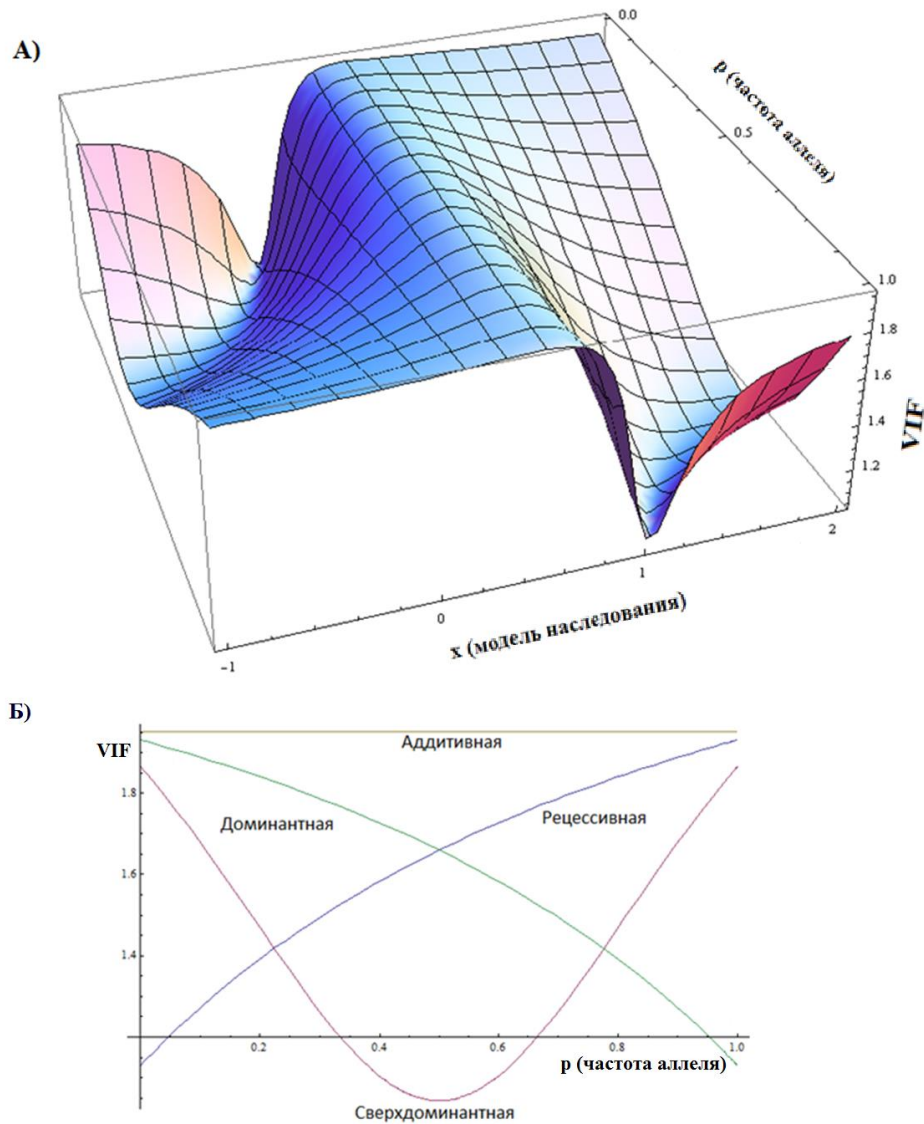 А)
0.0
p (частота аллеля)
0.5
1.0
1.8
1.6
1.4
1.2
VIF
2
1
0
-1
x (модель наследования)
Б)
VIF
Аддитивная
1.8
Доминантная
Рецессивная
1.6
1.4
0.2
0.4
0.6
0.8
1.0
p (частота аллеля)
Сверхдоминантная